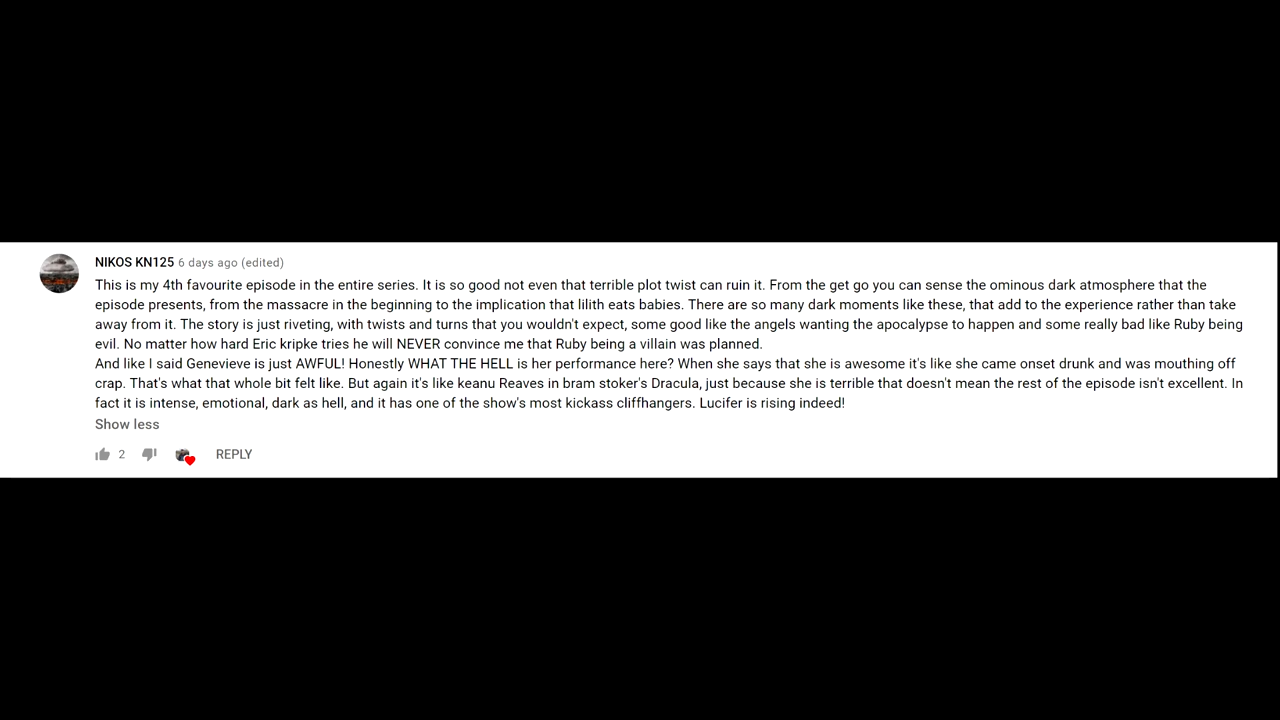 NIKOS KN125 6 days ago (edited)
This is my 4th favourite episode in the entire series. It is so good not even that terrible plot twist can ruin it. From the get go you can sense the ominous dark atmosphere that the
episode presents, from the massacre in the beginning to the implication that lilith eats babies. There are so many dark moments like these, that add to the experience rather than take
away from it. The story is just riveting, with twists and turns that you wouldn't expect, some good like the angels wanting the apocalypse to happen and some really bad like Ruby being
evil. No matter how hard Eric kripke tries he will NEVER convince me that Ruby being a villain was planned.
And like I said Genevieve is just AWFUL! Honestly WHAT THE HELL is her performance here? When she says that she is awesome it's like she came onset drunk and was mouthing off
crap. That's what that whole bit felt like. But again it's like keanu Reaves in bram stoker's Dracula, just because she is terrible that doesn't mean the rest of the episode isn't excellent. In
fact it is intense, emotional, dark as hell, and it has one of the show's most kickass cliffhangers. Lucifer is rising indeed!
Show less
2 REPLY